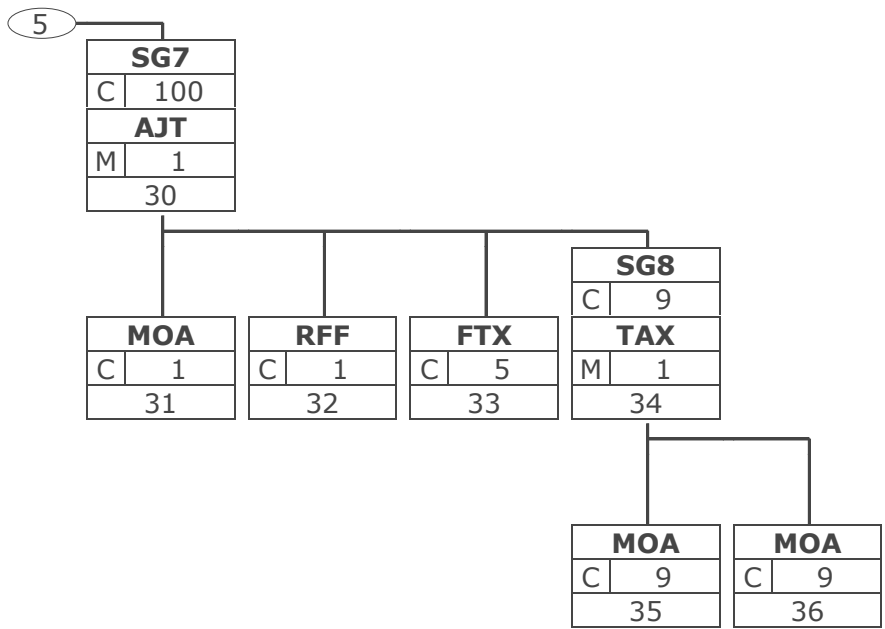 5
SG7
C 100
AJT
M 1
30
SG8
C 9
MOA RFF FTX TAX
C 1 C 1 C 5 M 1
31 32 33 34
MOA MOA
C 9 C 9
35 36